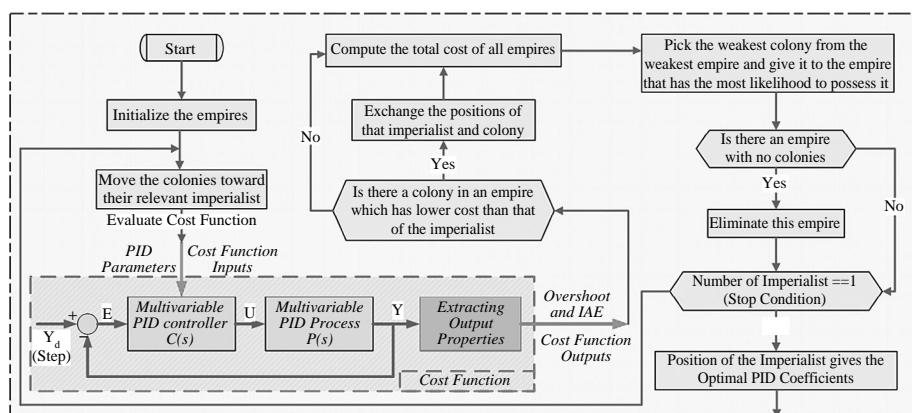 Start
Initialize the empires
Move the colonies toward
their relevant imperialist
Evaluate Cost Function
PID
Parameters
Cost Function
Inputs
+
E
−
Y_d
(Step)
Multivariable
PID controller
C(s)
U
Multivariable
PID Process
P(s)
Y
Extracting
Output
Properties
Cost Function
Overshoot
and IAE
Cost Function
Outputs
Is there a colony in an empire
which has lower cost than that
of the imperialist
No
Yes
Exchange the positions of
that imperialist and colony
Compute the total cost of all empires
Pick the weakest colony from the
weakest empire and give it to the empire
that has the most likelihood to possess it
Is there an empire
with no colonies
Yes
No
Eliminate this empire
Number of Imperialist ==1
(Stop Condition)
Position of the Imperialist gives the
Optimal PID Coefficients